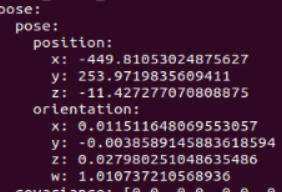 pose:
pose:
position:
x: -449.81053024875627
y: 253.9719835609411
z: -11.427277070808875
orientation:
x: 0.011511648069553057
y: -0.0038589145883618594
z: 0.027980251048635486
w: 1.010737210568936
covariance: [0.0, 0.0, 0.0, 0.0